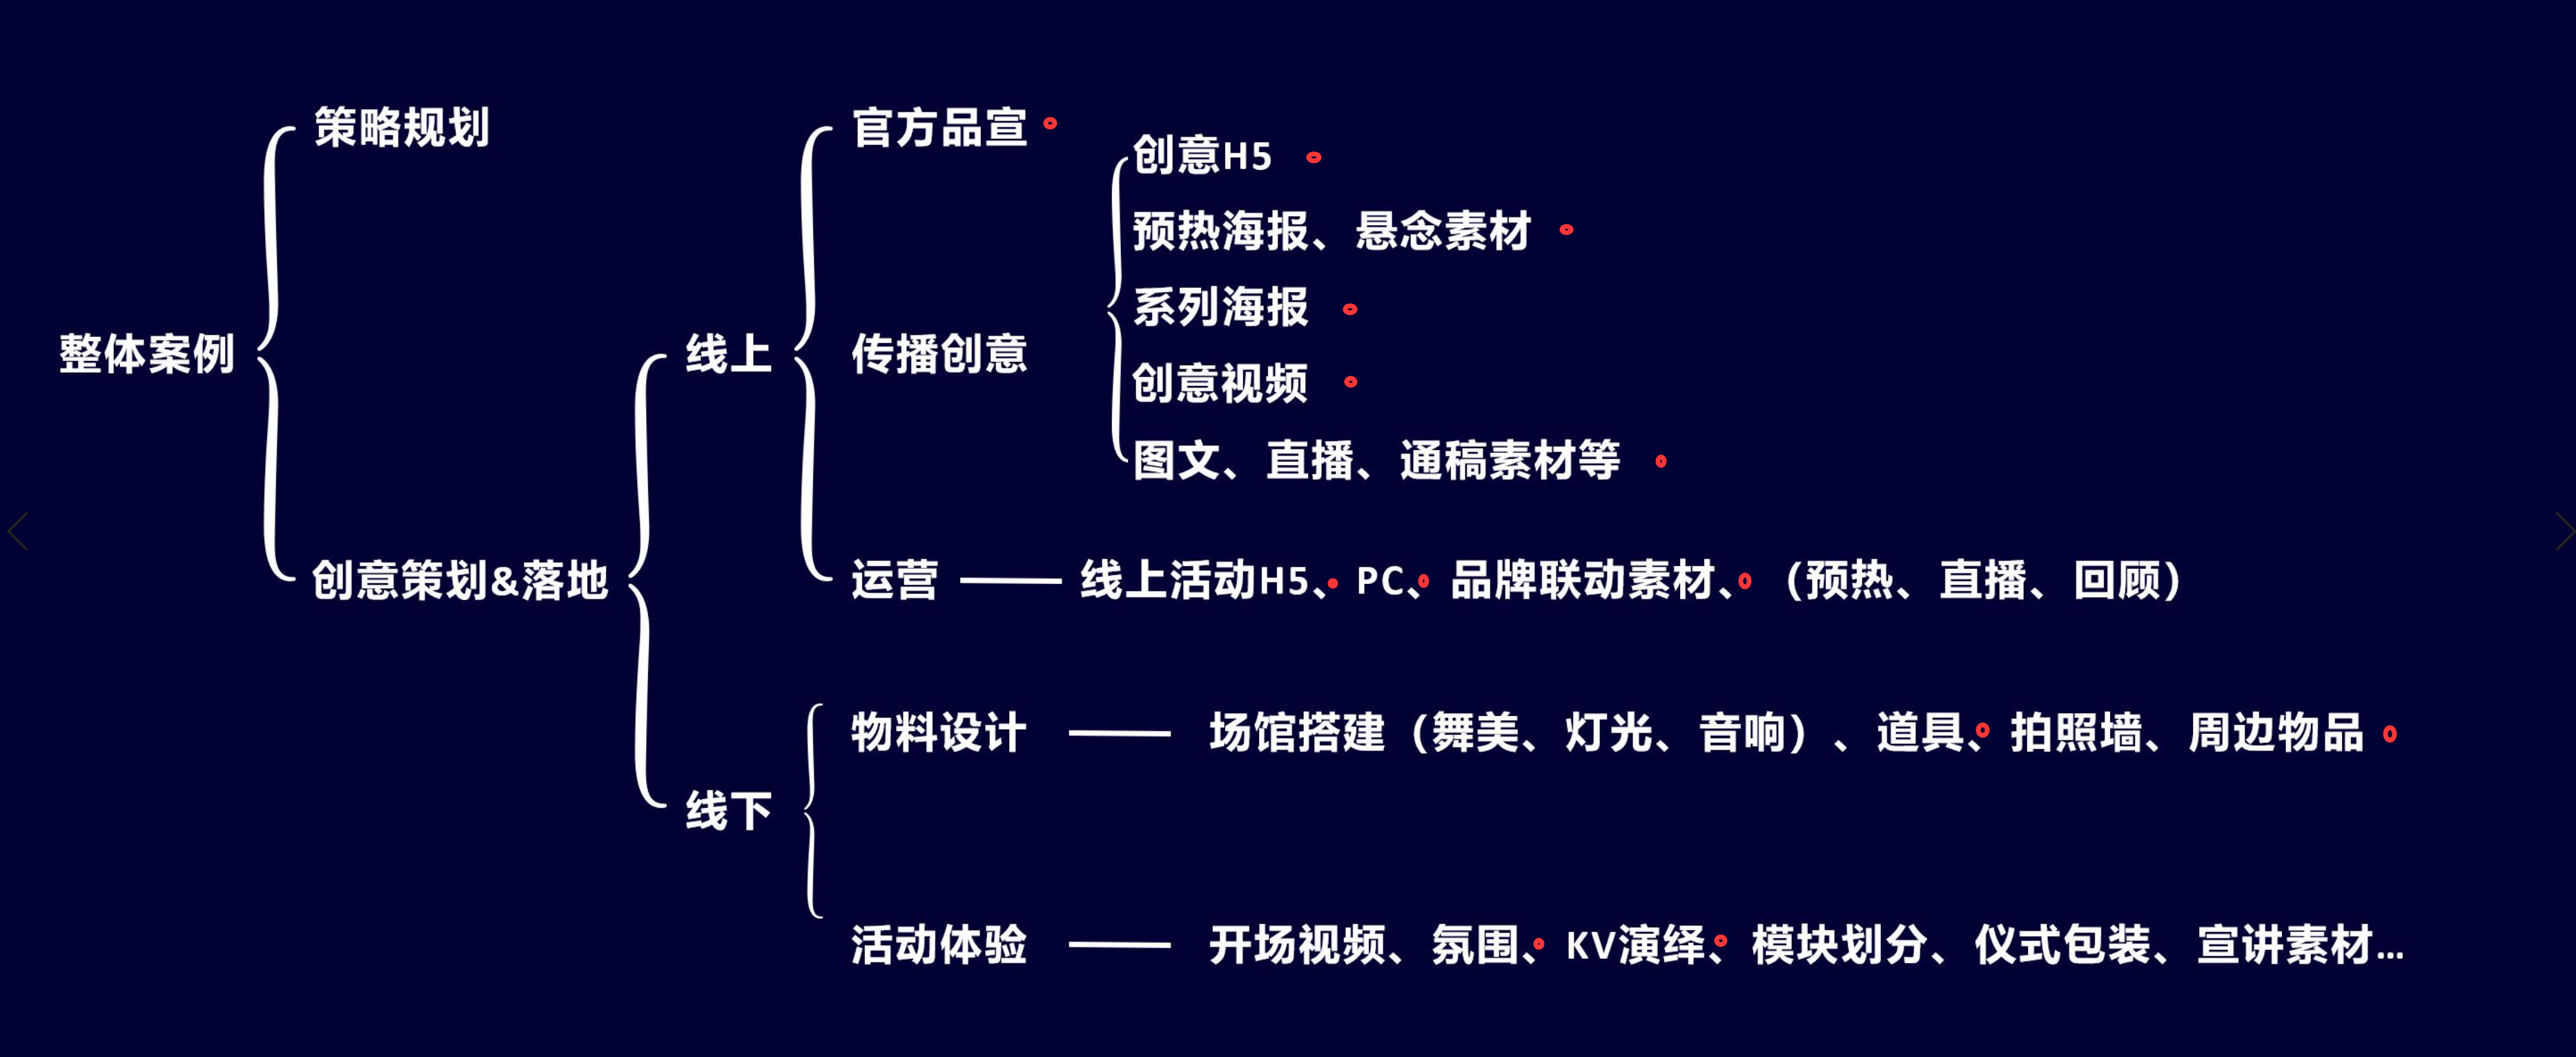 策略规划
官方品宣
创意H5
预热海报、悬念素材
系列海报
整体案例
线上
传播创意
创意视频
图文、直播、通稿素材等
创意策划&落地
运营 —— 线上活动H5、PC、品牌联动素材、（预热、直播、回顾）
物料设计 —— 场馆搭建（舞美、灯光、音响）、道具、拍照墙、周边物品
线下
活动体验 —— 开场视频、氛围、KV演绎、模块划分、仪式包装、宣讲素材...